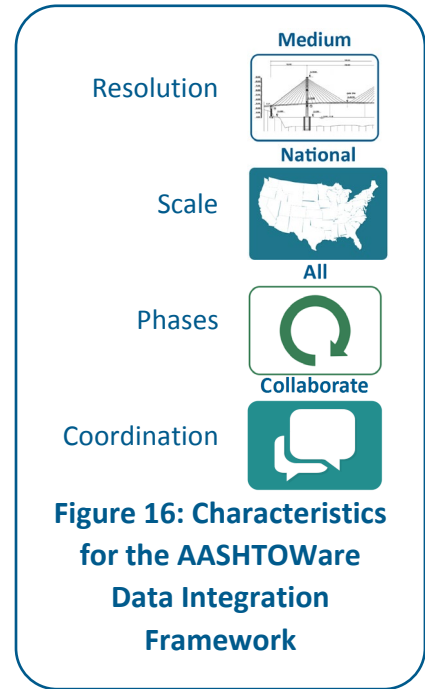 Medium
Resolution
National
Scale
All
Phases
Collaborate
Coordination
Figure 16: Characteristics
for the AASHTOWare
Data Integration
Framework